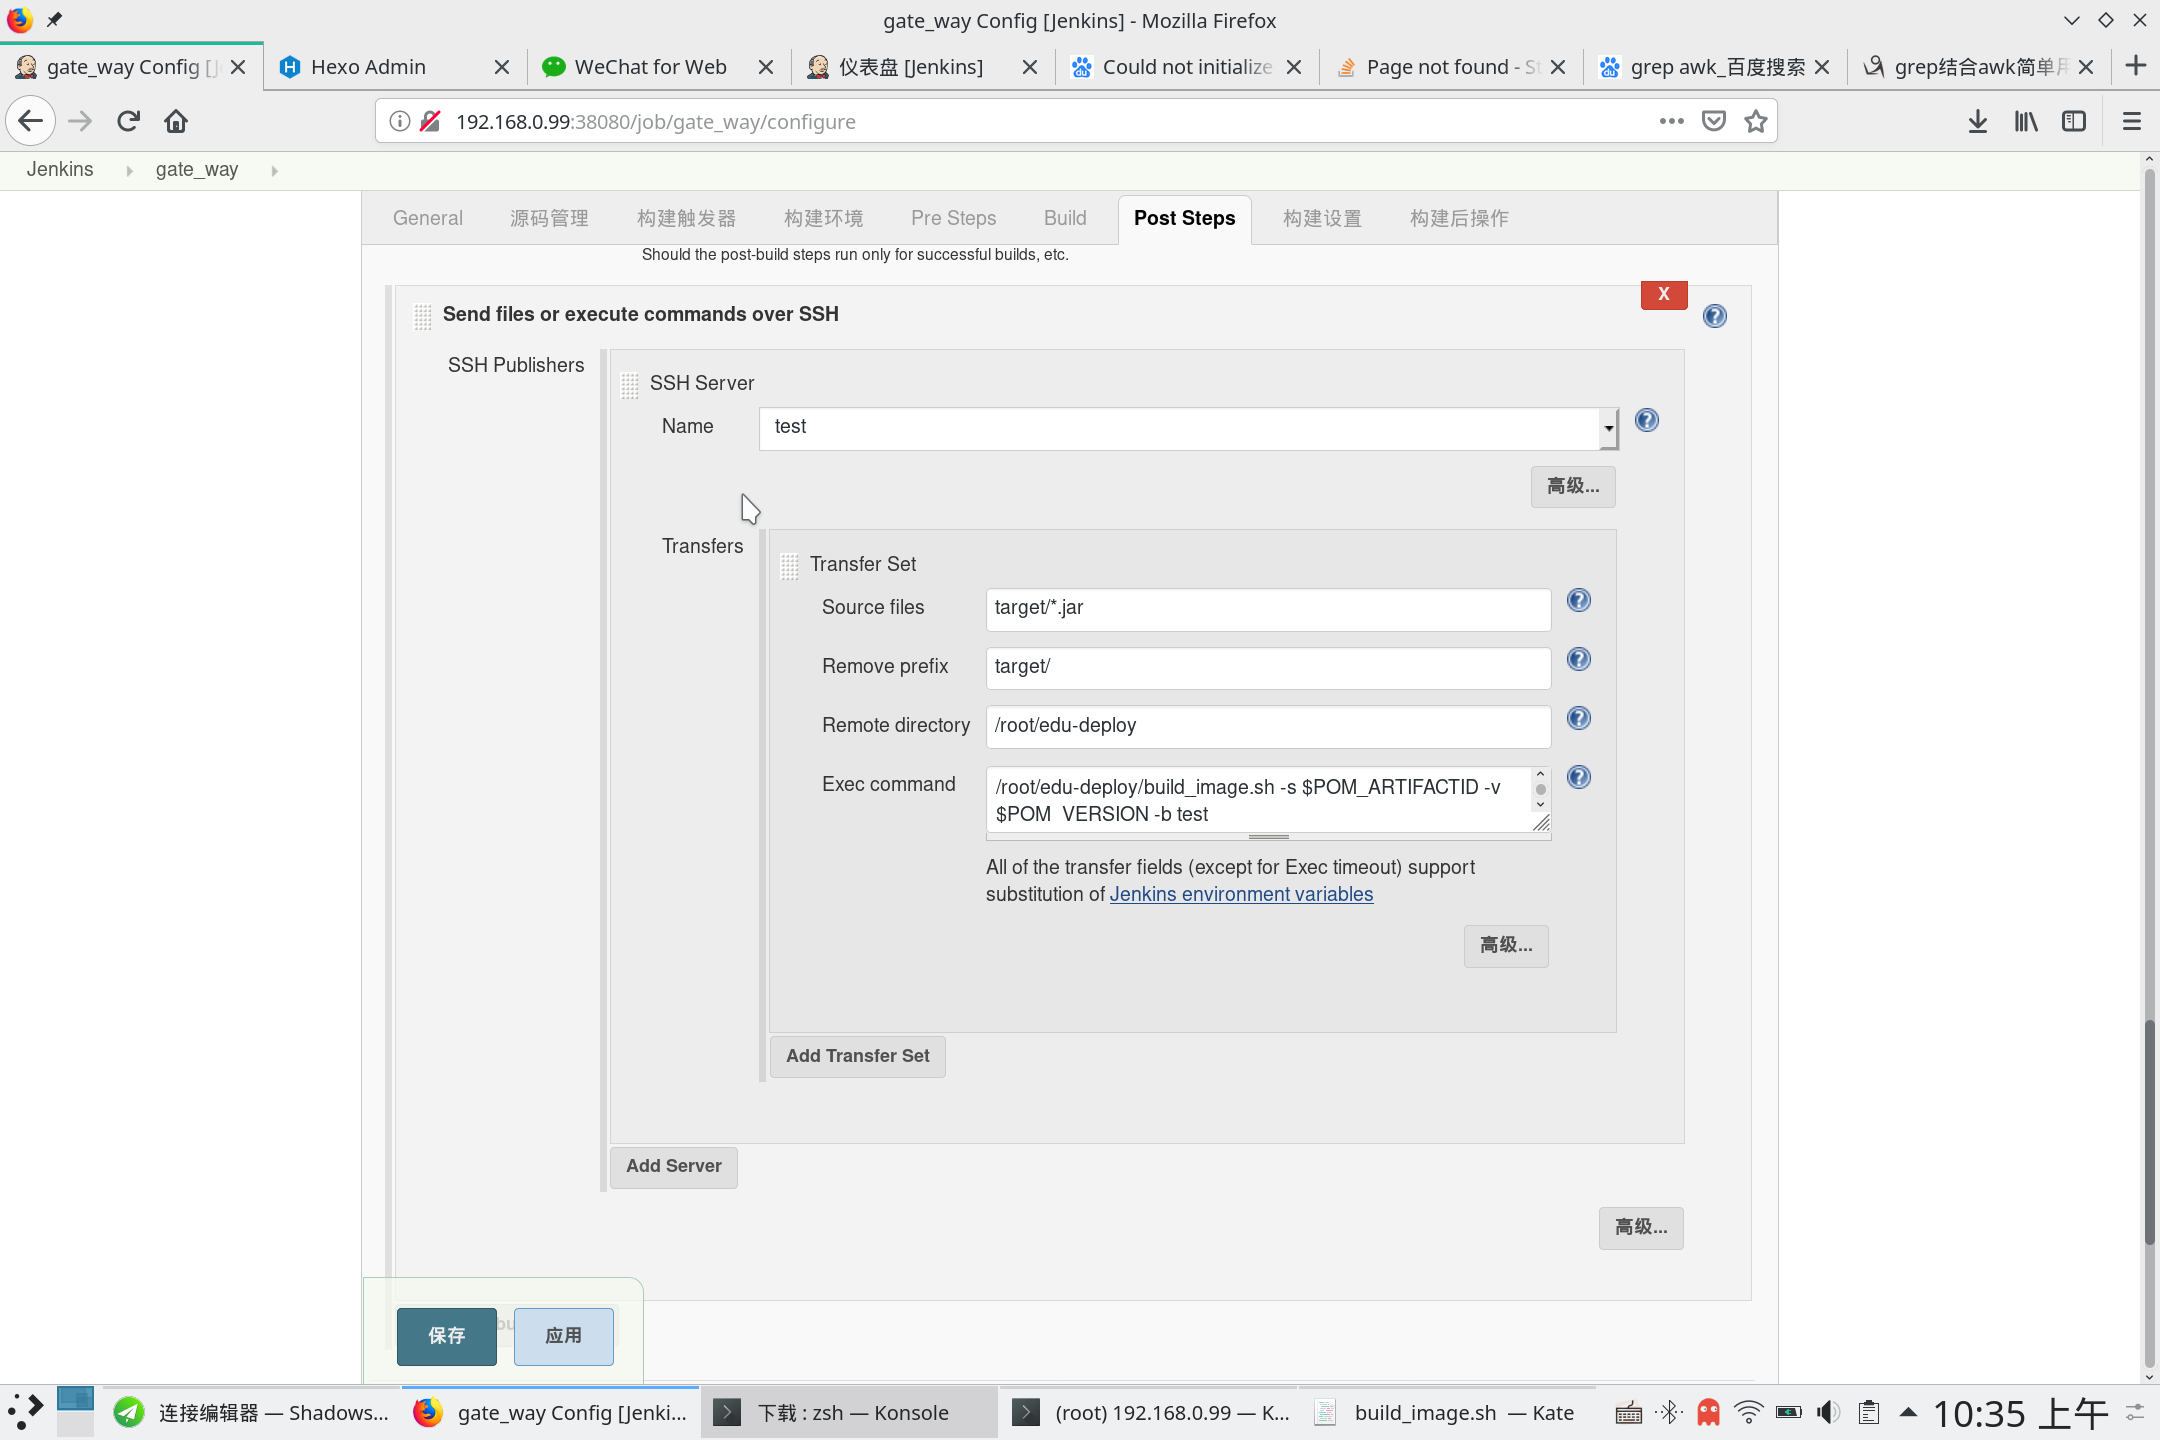 gate_way Config [Jenkins] - Mozilla Firefox
gate_way Config [J
Hexo Admin
WeChat for Web
仪表盘 [Jenkins]
Could not initialize
Page not found - St
grep awk_百度搜索
grep结合awk简单用
192.168.0.99:38080/job/gate_way/configure
Jenkins
gate_way
General
源码管理
构建触发器
构建环境
Pre Steps
Build
Post Steps
构建设置
构建后操作
Should the post-build steps run only for successful builds, etc.
X
Send files or execute commands over SSH
SSH Publishers
SSH Server
Name
test
高级...
Transfers
Transfer Set
Source files
target/*.jar
Remove prefix
target/
Remote directory
/root/edu-deploy
Exec command
/root/edu-deploy/build_image.sh -s $POM_ARTIFACTID -v
$POM_VERSION -b test
All of the transfer fields (except for Exec timeout) support
substitution of Jenkins environment variables
高级...
Add Transfer Set
Add Server
高级...
保存
应用
连接编辑器 — Shadows...
gate_way Config [Jenki...
下载 : zsh — Konsole
(root) 192.168.0.99 — K...
build_image.sh — Kate
10:35 上午